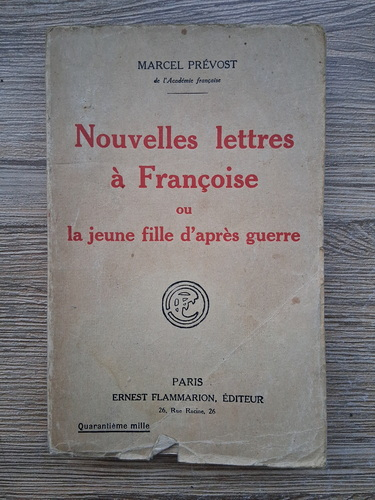 MARCEL PRÉVOST
de l'Académie française
Nouvelles lettres
à Françoise
ou
la jeune fille d'après guerre
PARIS
ERNEST FLAMMARION, ÉDITEUR
26, Rue Racine, 26
Quarantième mille